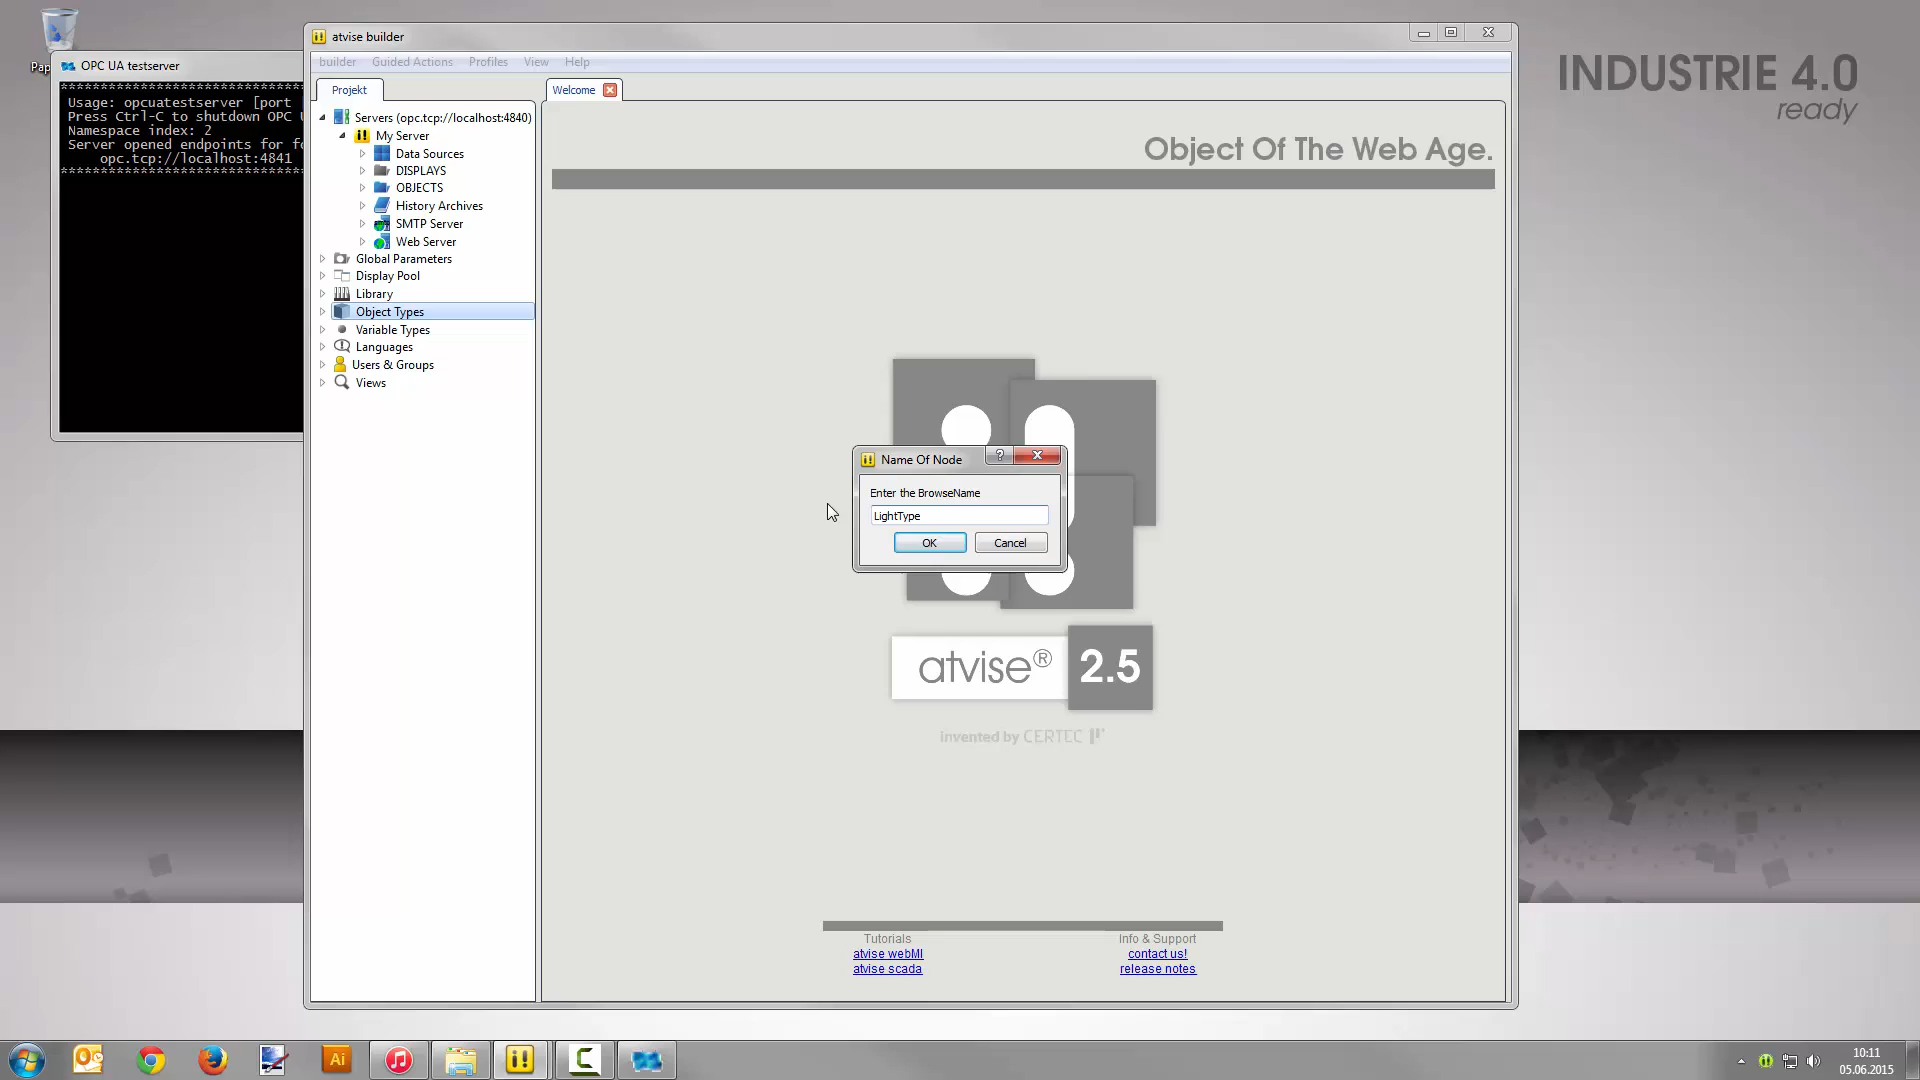 INDUSTRIE 4.0
ready
Pap
OPC UA testserver
Usage: opcuatestserver [port
Press Ctrl-C to shutdown OPC
Namespace index: 2
Server opened endpoints for
opc.tcp://localhost:4841
atvise builder
builder Guided Actions Profiles View Help
Projekt
Servers (opc.tcp://localhost:4840)
My Server
Data Sources
DISPLAYS
OBJECTS
History Archives
SMTP Server
Web Server
Global Parameters
Display Pool
Library
Object Types
Variable Types
Languages
Users & Groups
Views
Welcome
Object Of The Web Age.
Name Of Node
Enter the BrowseName
LightType
OK Cancel
atvise® 2.5
invented by CERTEC
Tutorials
atvise webMI
atvise scada
Info & Support
contact us!
release notes
Ai
10:11
05.06.2015